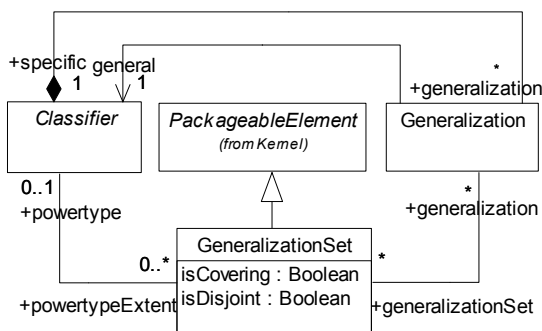 +specific
general
1
1
*
+generalization
Classifier
PackageableElement
(from Kernel)
Generalization
0..1
+powertype
*
+generalization
GeneralizationSet
isCovering : Boolean
isDisjoint : Boolean
0..*
+powertypeExtent
*
+generalizationSet